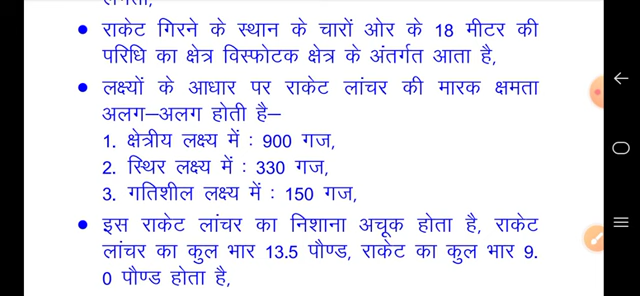 ● राकेट गिरने के स्थान के चारों ओर के 18 मीटर की
परिधि का क्षेत्र विस्फोटक क्षेत्र के अंतर्गत आता है,
● लक्ष्यों के आधार पर राकेट लांचर की मारक क्षमता
अलग–अलग होती है–
1. क्षेत्रीय लक्ष्य में : 900 गज,
2. स्थिर लक्ष्य में : 330 गज,
3. गतिशील लक्ष्य में : 150 गज,
● इस राकेट लांचर का निशाना अचूक होता है, राकेट
लांचर का कुल भार 13.5 पौण्ड, राकेट का कुल भार 9.
0 पौण्ड होता है,